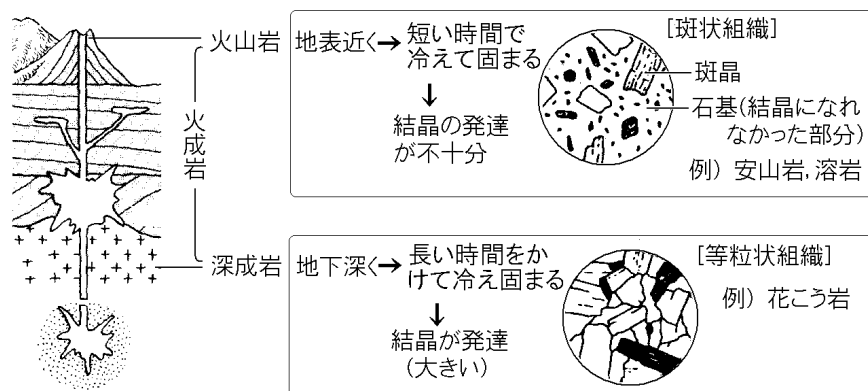 火成岩
火山岩
地表近く→短い時間で
冷えて固まる
↓
結晶の発達
が不十分
[斑状組織]
斑晶
石基(結晶になれ
なかった部分)
例) 安山岩，溶岩
深成岩
地下深く→長い時間をか
けて冷え固まる
↓
結晶が発達
(大きい)
[等粒状組織]
例) 花こう岩